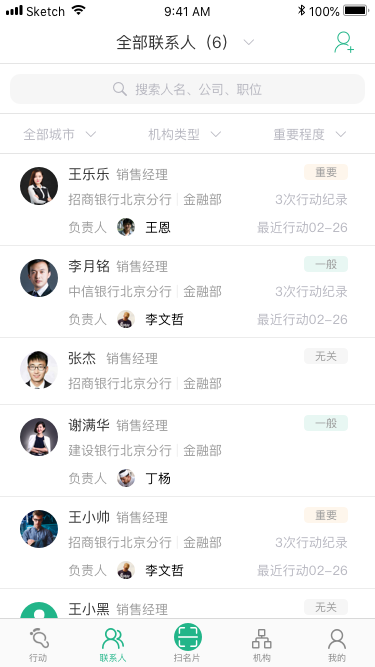 Sketch 9:41 AM 100%
全部联系人（6）
搜索人名、公司、职位
全部城市 机构类型 重要程度
王乐乐 销售经理 重要
招商银行北京分行 金融部 3次行动纪录
负责人 王恩 最近行动02-26
李月铭 销售经理 一般
中信银行北京分行 金融部 3次行动纪录
负责人 李文哲 最近行动02-26
张杰 销售经理 无关
招商银行北京分行 金融部
谢满华 销售经理 一般
建设银行北京分行 金融部
负责人 丁杨
王小帅 销售经理 重要
招商银行北京分行 金融部 3次行动纪录
负责人 李文哲 最近行动02-26
王小黑 销售经理 无关
行动 联系人 扫名片 机构 我的